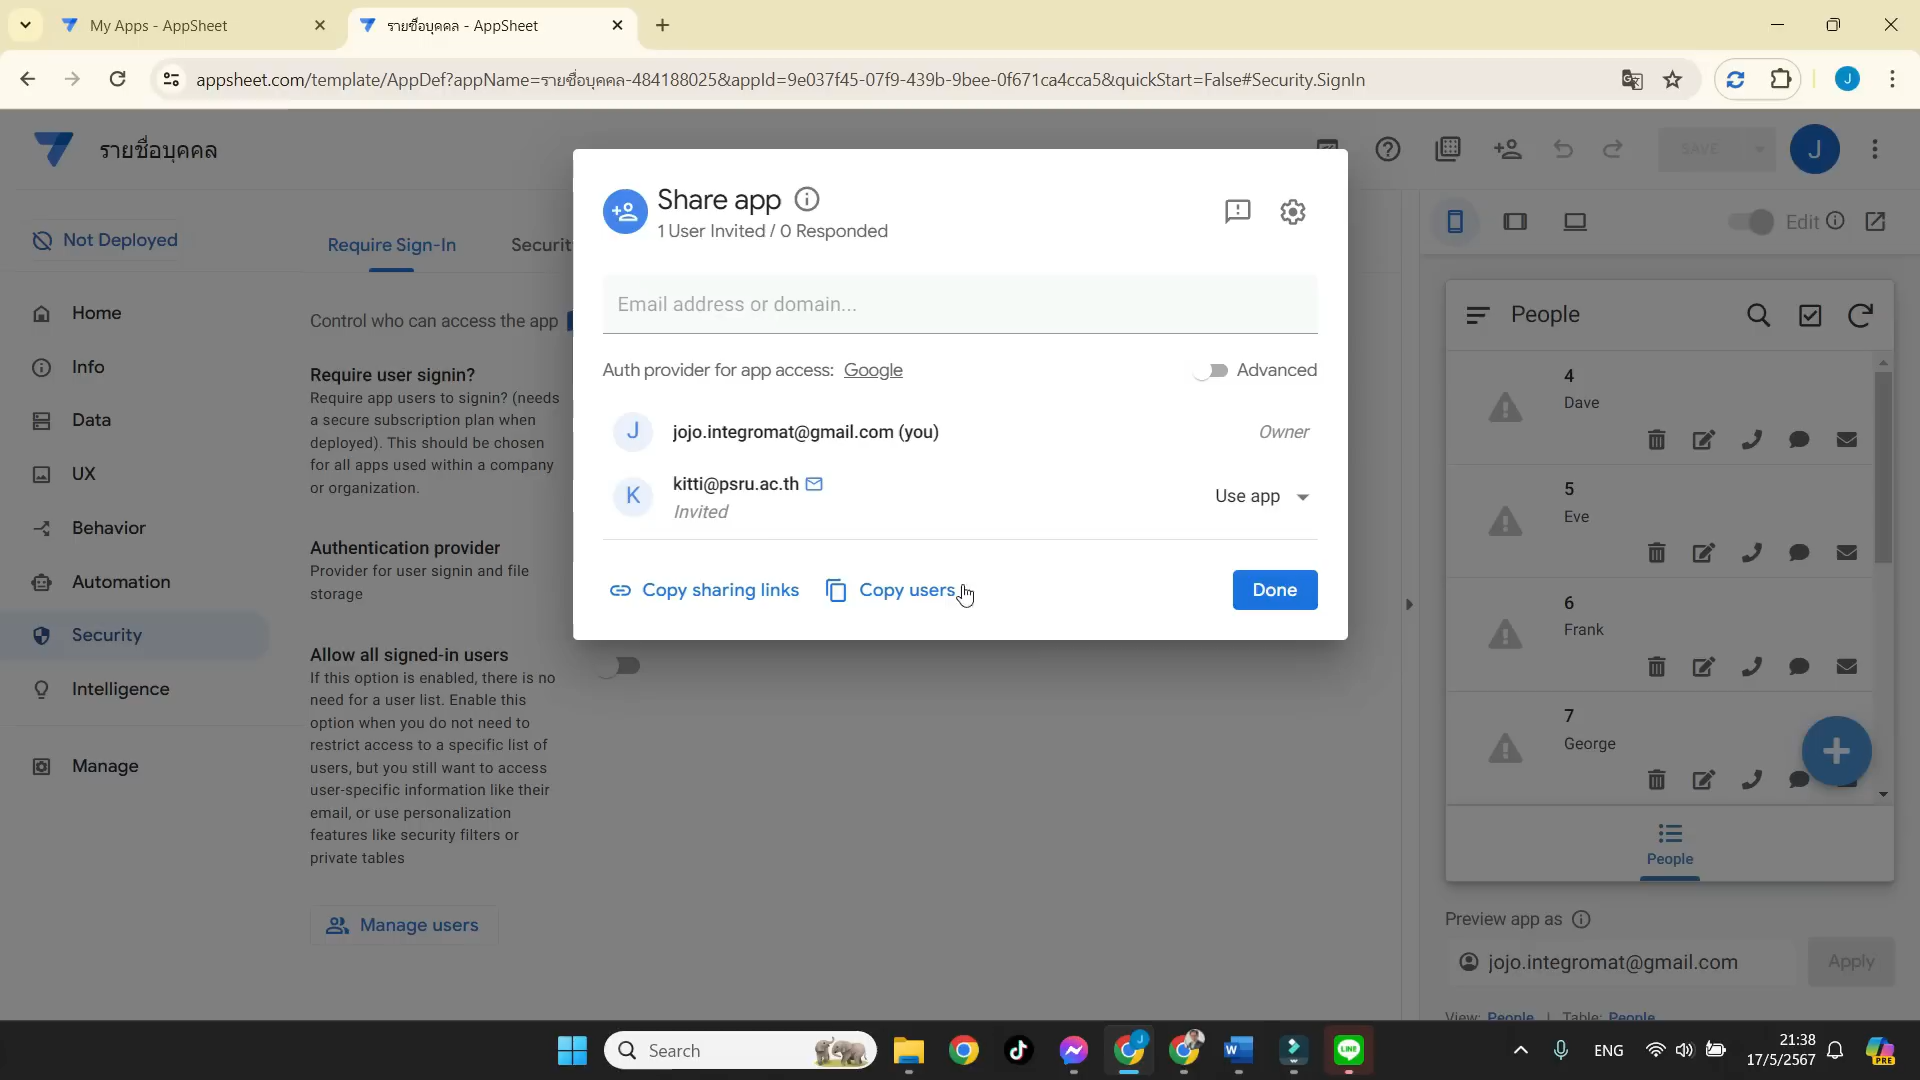 My Apps - AppSheet
รายชื่อบุคคล - AppSheet
appsheet.com/template/AppDef?appName=รายชื่อบุคคล-484188025&appId=9e037f45-07f9-439b-9bee-0f671ca4cca5&quickStart=False#Security.SignIn
J
รายชื่อบุคคล
SAVE
J
Not Deployed
Home
Info
Data
UX
Behavior
Automation
Security
Intelligence
Manage
Require Sign-In
Securit
Control who can access the app
Require user signin?
Require app users to signin? (needs
a secure subscription plan when
deployed). This should be chosen
for all apps used within a company
or organization.
Authentication provider
Provider for user signin and file
storage
Allow all signed-in users
If this option is enabled, there is no
need for a user list. Enable this
option when you do not need to
restrict access to a specific list of
users, but you still want to access
user-specific information like their
email, or use personalization
features like security filters or
private tables
Manage users
Share app
1 User Invited / 0 Responded
Email address or domain...
Auth provider for app access: Google
Advanced
J
jojo.integromat@gmail.com (you)
Owner
K
kitti@psru.ac.th
Invited
Use app
Copy sharing links
Copy users
Done
Edit
People
4
Dave
5
Eve
6
Frank
7
George
People
Preview app as
jojo.integromat@gmail.com
Apply
View: People | Table: People
Search
J
LINE
ENG
21:38
17/5/2567
PRE